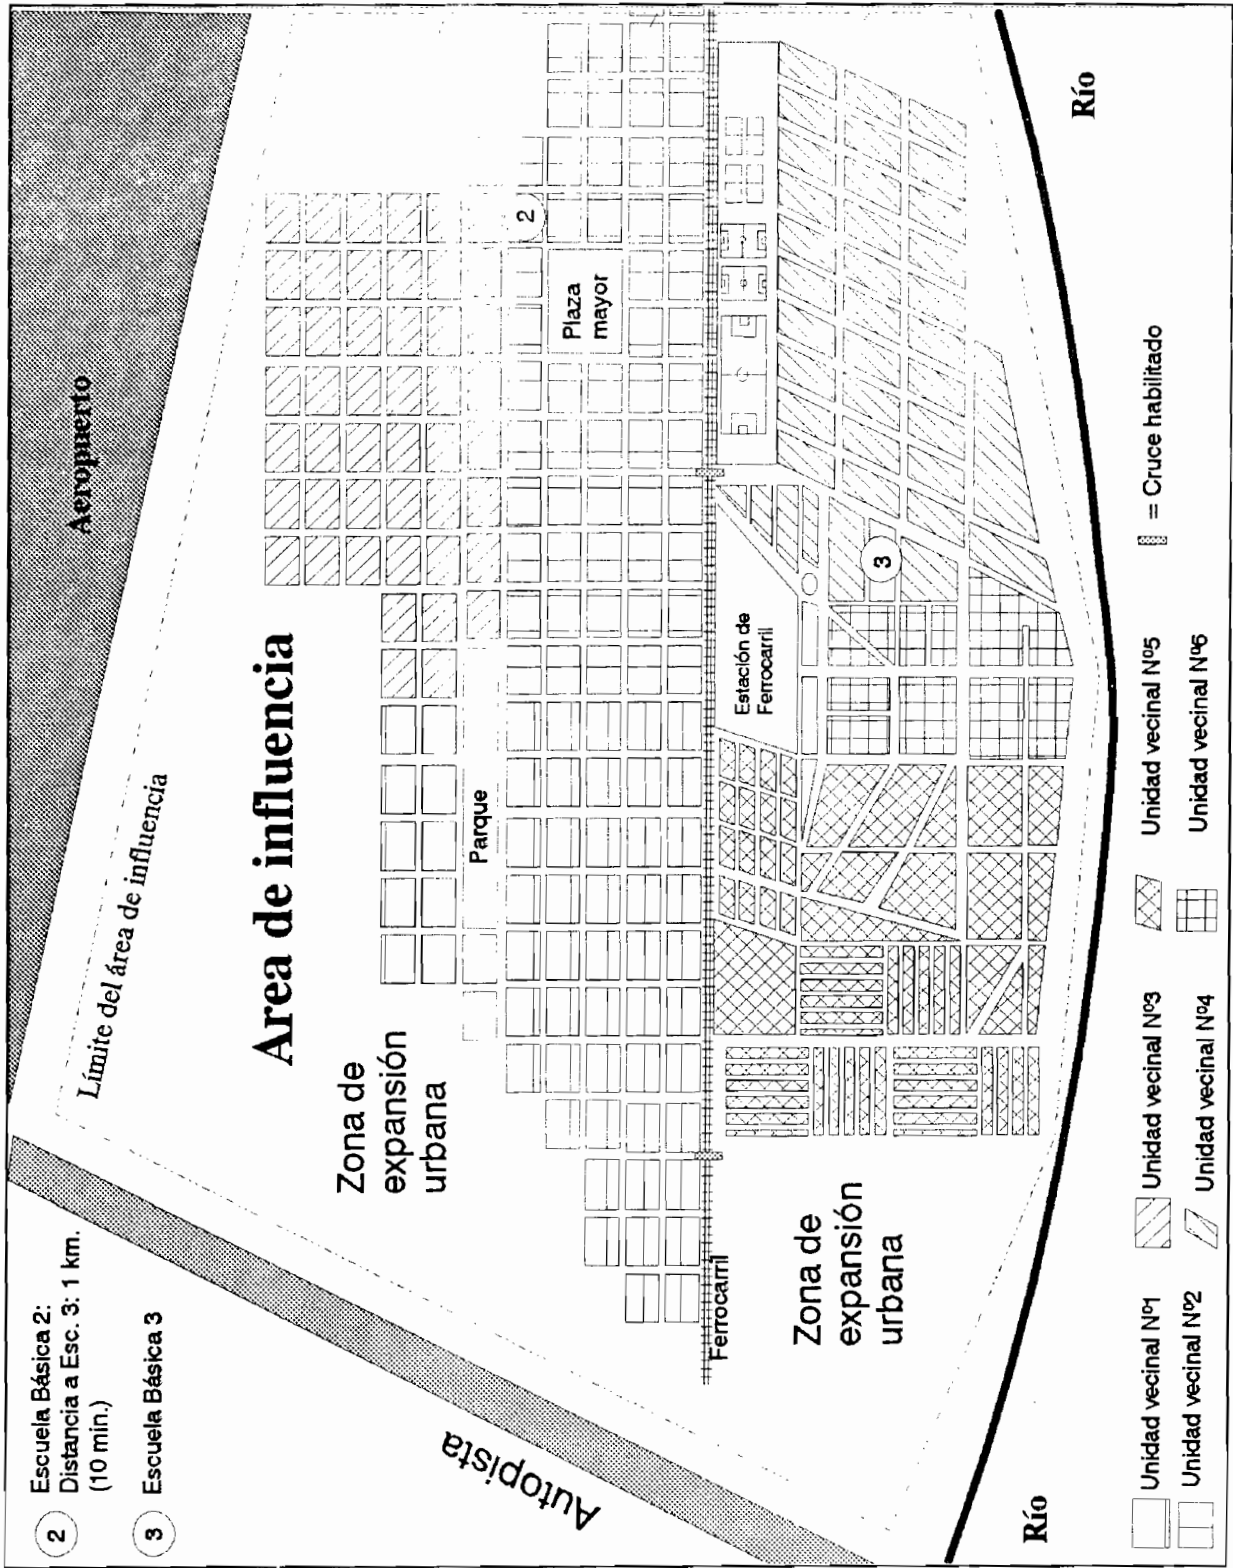 2
Escuela Básica 2:
Distancia a Esc. 3: 1 km.
(10 min.)
3
Escuela Básica 3
Aeropuerto
Límite del área de influencia
Area de influencia
Zona de
expansión
urbana
Autopista
Parque
2
Plaza
mayor
Ferrocarril
Estación de
Ferrocarril
3
Zona de
expansión
urbana
Río
Río
Unidad vecinal Nº1
Unidad vecinal Nº2
Unidad vecinal Nº3
Unidad vecinal Nº4
Unidad vecinal Nº5
Unidad vecinal Nº6
= Cruce habilitado